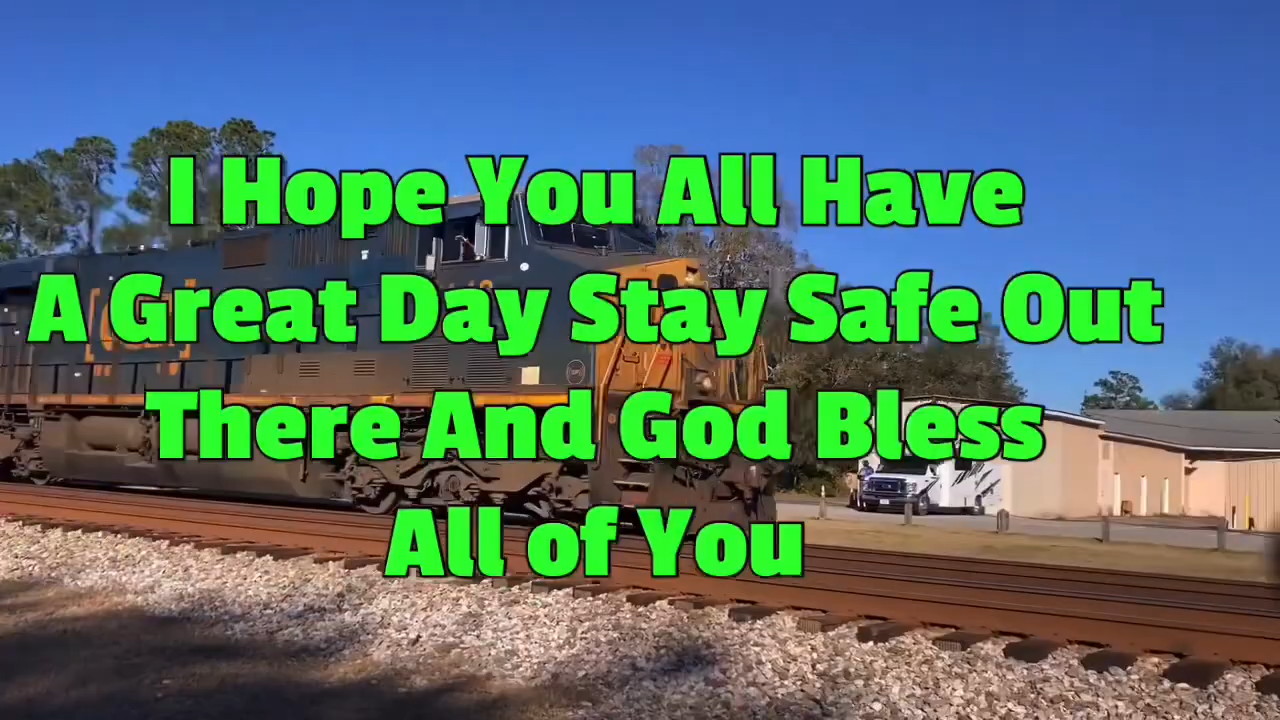 I Hope You All Have
A Great Day Stay Safe Out
There And God Bless
All of You